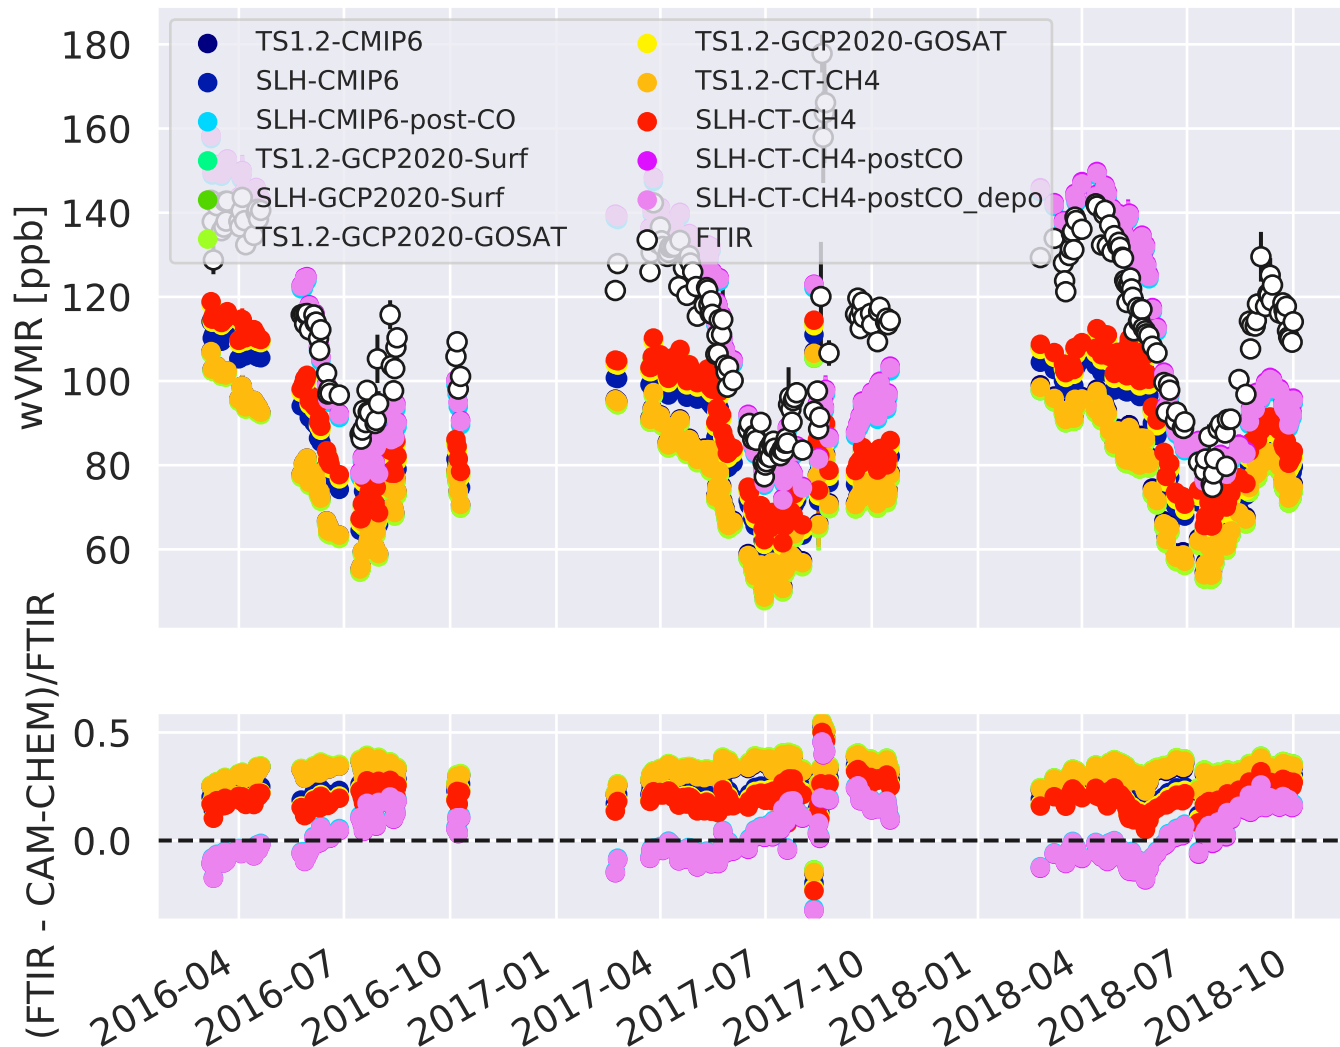 wVMR [ppb]
180
160
140
120
100
80
60
TS1.2-CMIP6
SLH-CMIP6
SLH-CMIP6-post-CO
TS1.2-GCP2020-Surf
SLH-GCP2020-Surf
TS1.2-GCP2020-GOSAT
TS1.2-GCP2020-GOSAT
TS1.2-CT-CH4
SLH-CT-CH4
SLH-CT-CH4-postCO
SLH-CT-CH4-postCO_depo
FTIR
(FTIR - CAM-CHEM)/FTIR
0.5
0.0
2016-04
2016-07
2016-10
2017-01
2017-04
2017-07
2017-10
2018-01
2018-04
2018-07
2018-10